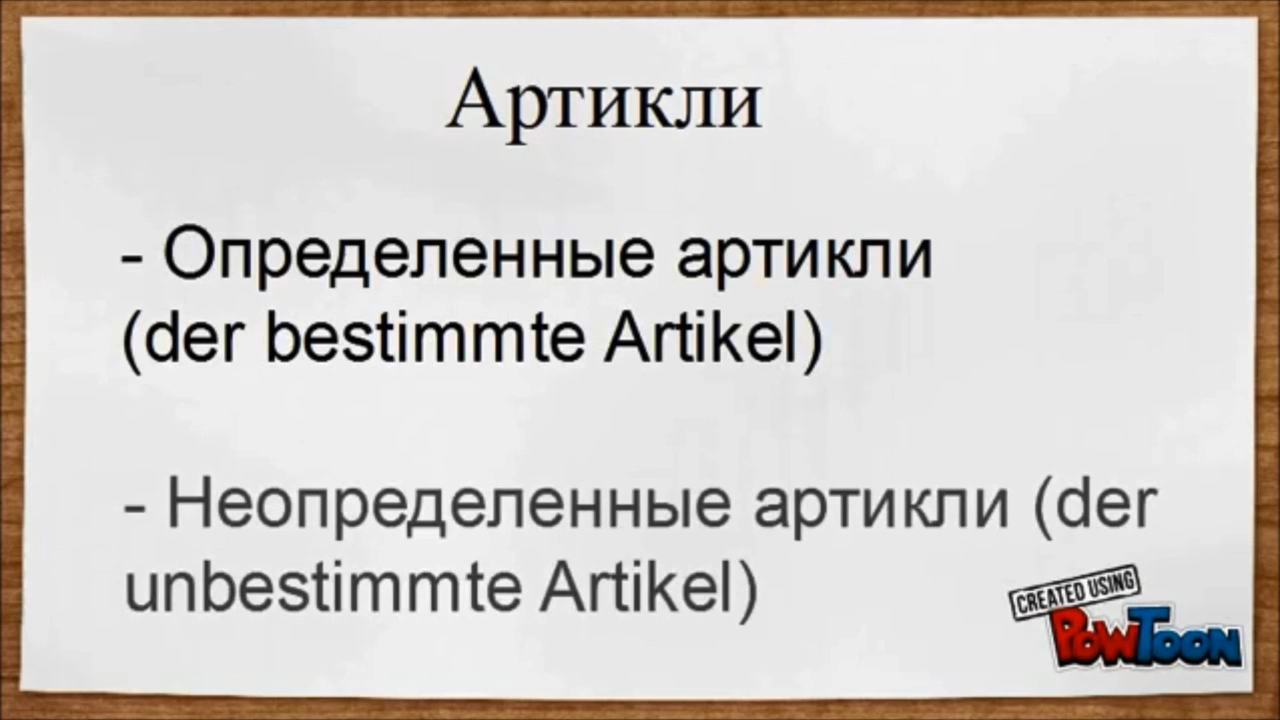 Артикли
- Определенные артикли
(der bestimmte Artikel)
- Неопределенные артикли (der
unbestimmte Artikel)
CREATED USING
POWTOON